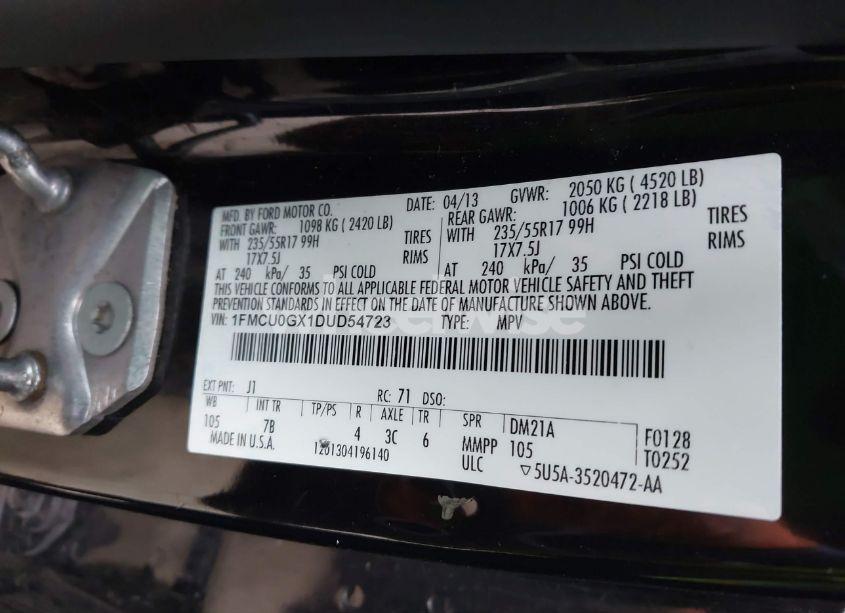 MFD. BY FORD MOTOR CO. DATE: 04/13 GVWR: 2050 KG ( 4520 LB)
FRONT GAWR: 1098 KG ( 2420 LB) REAR GAWR: 1006 KG ( 2218 LB)
WITH 235/55R17 99H TIRES WITH 235/55R17 99H TIRES
17X7.5J RIMS 17X7.5J RIMS
AT 240 kPa/ 35 PSI COLD AT 240 kPa/ 35 PSI COLD
THIS VEHICLE CONFORMS TO ALL APPLICABLE FEDERAL MOTOR VEHICLE SAFETY AND THEFT
PREVENTION STANDARDS IN EFFECT ON THE DATE OF MANUFACTURE SHOWN ABOVE.
VIN: 1FMCU0GX1DUD54723 TYPE: MPV
EXT PNT: J1 RC: 71 DSO:
WB INT TR TP/PS R AXLE TR SPR DM21A F0128
105 7B 4 3C 6 MMPP 105 T0252
MADE IN U.S.A. 1201304196140 ULC ▽5U5A-3520472-AA